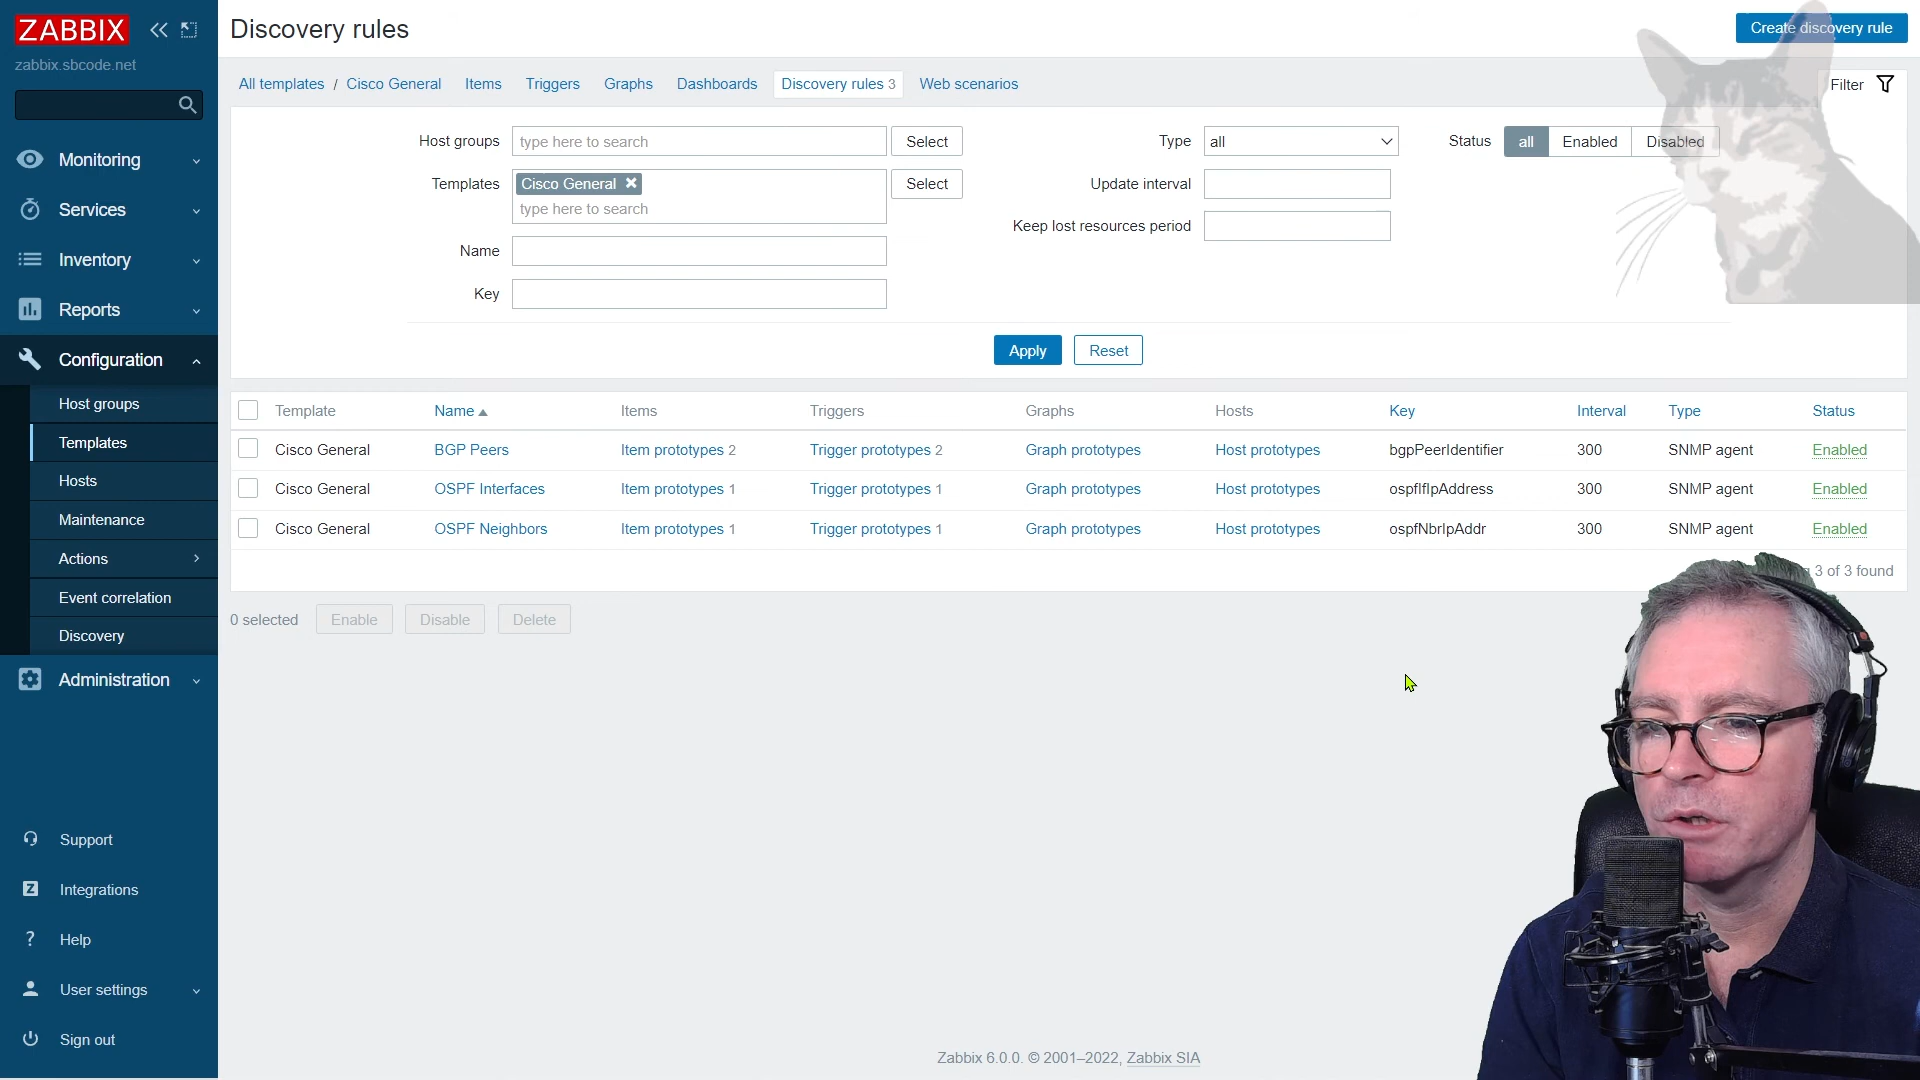 ZABBIX
zabbix.sbcode.net
Monitoring
Services
Inventory
Reports
Configuration
Host groups
Templates
Hosts
Maintenance
Actions
Event correlation
Discovery
Administration
Support
Integrations
Help
User settings
Sign out
Discovery rules
Create discovery rule
All templates / Cisco General Items Triggers Graphs Dashboards Discovery rules 3 Web scenarios
Filter
Host groups type here to search Select
Templates Cisco General type here to search Select
Name
Key
Type all
Update interval
Keep lost resources period
Status all Enabled Disabled
Apply Reset
Template Name Items Triggers Graphs Hosts Key Interval Type Status
Cisco General BGP Peers Item prototypes 2 Trigger prototypes 2 Graph prototypes Host prototypes bgpPeerIdentifier 300 SNMP agent Enabled
Cisco General OSPF Interfaces Item prototypes 1 Trigger prototypes 1 Graph prototypes Host prototypes ospfIfIpAddress 300 SNMP agent Enabled
Cisco General OSPF Neighbors Item prototypes 1 Trigger prototypes 1 Graph prototypes Host prototypes ospfNbrIpAddr 300 SNMP agent Enabled
3 of 3 found
0 selected Enable Disable Delete
Zabbix 6.0.0. © 2001–2022, Zabbix SIA